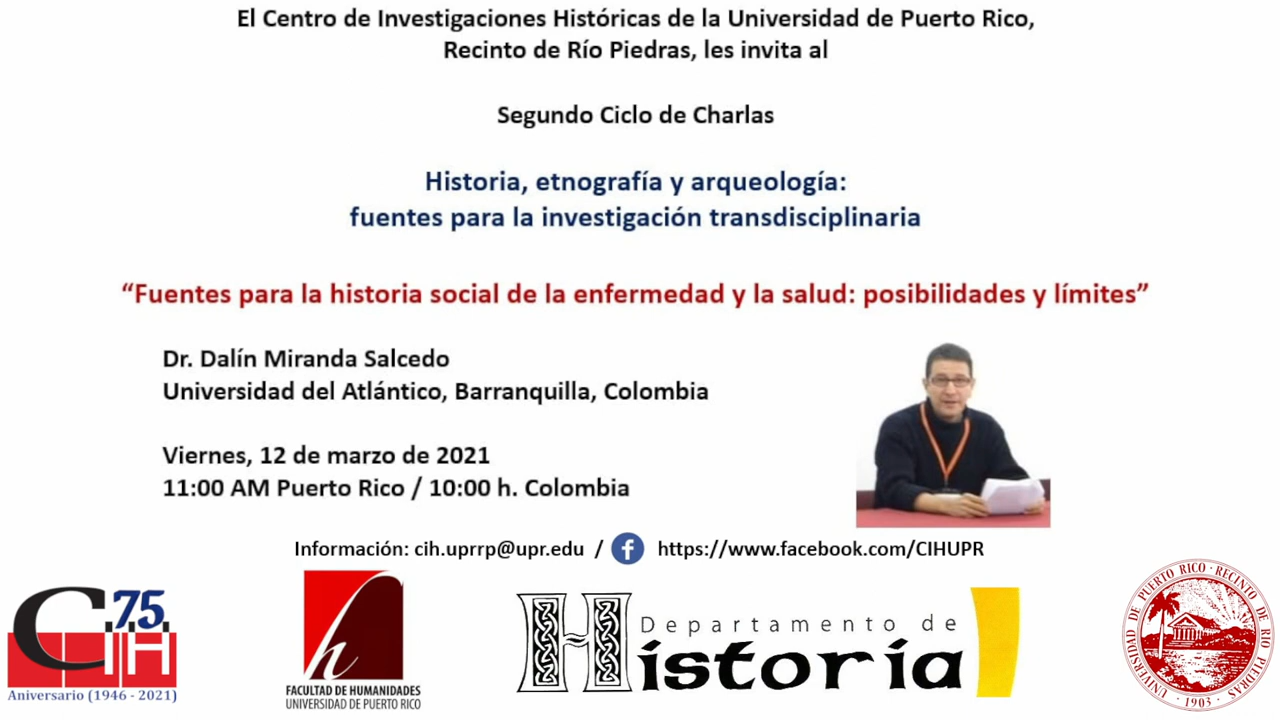 El Centro de Investigaciones Históricas de la Universidad de Puerto Rico,
Recinto de Río Piedras, les invita al
Segundo Ciclo de Charlas
Historia, etnografía y arqueología:
fuentes para la investigación transdisciplinaria
“Fuentes para la historia social de la enfermedad y la salud: posibilidades y límites”
Dr. Dalín Miranda Salcedo
Universidad del Atlántico, Barranquilla, Colombia
Viernes, 12 de marzo de 2021
11:00 AM Puerto Rico / 10:00 h. Colombia
Información: cih.uprrp@upr.edu / f https://www.facebook.com/CIHUPR
CIH.75.
Aniversario (1946 - 2021)
h
FACULTAD DE HUMANIDADES
UNIVERSIDAD DE PUERTO RICO
Departamento de
Historia
UNIVERSIDAD DE PUERTO RICO · RECINTO DE RÍO PIEDRAS
· 1903 ·